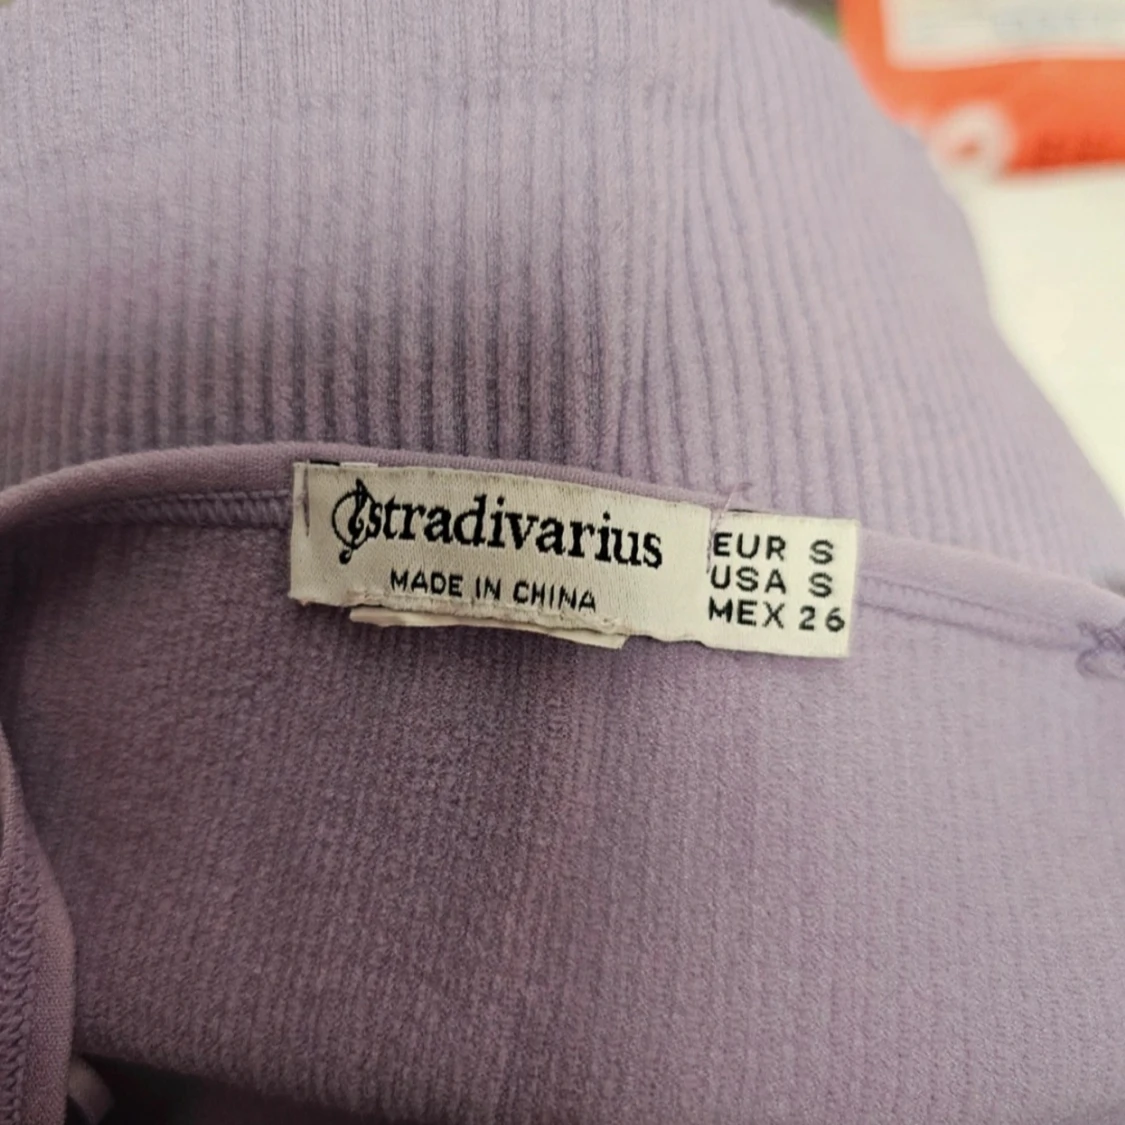 stradivarius
MADE IN CHINA
EUR S
USA S
MEX 26